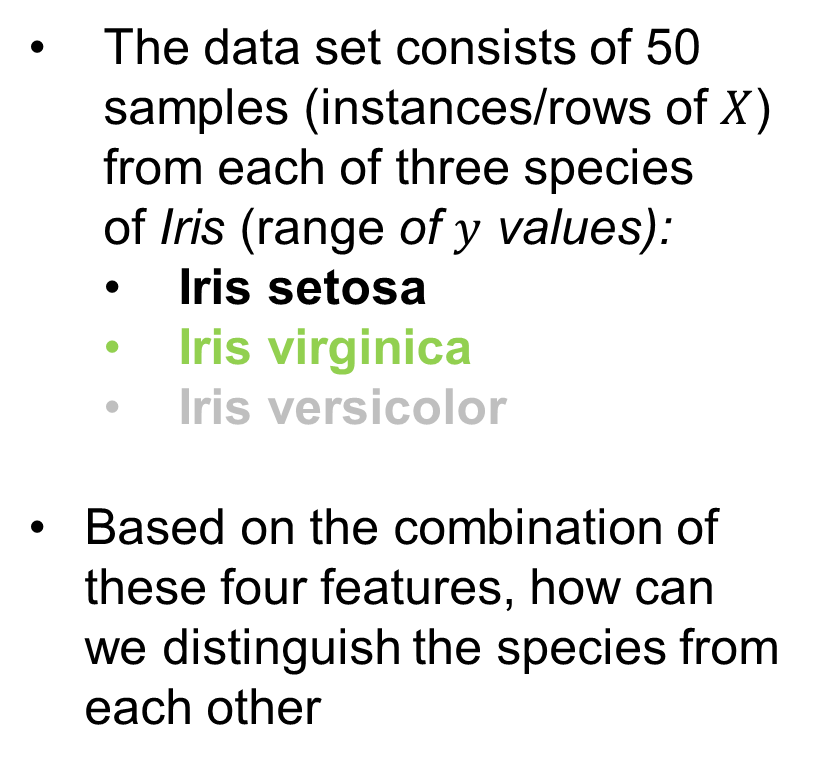 • The data set consists of 50
samples (instances/rows of X)
from each of three species
of Iris (range of y values):
• Iris setosa
• Iris virginica
• Iris versicolor
• Based on the combination of
these four features, how can
we distinguish the species from
each other